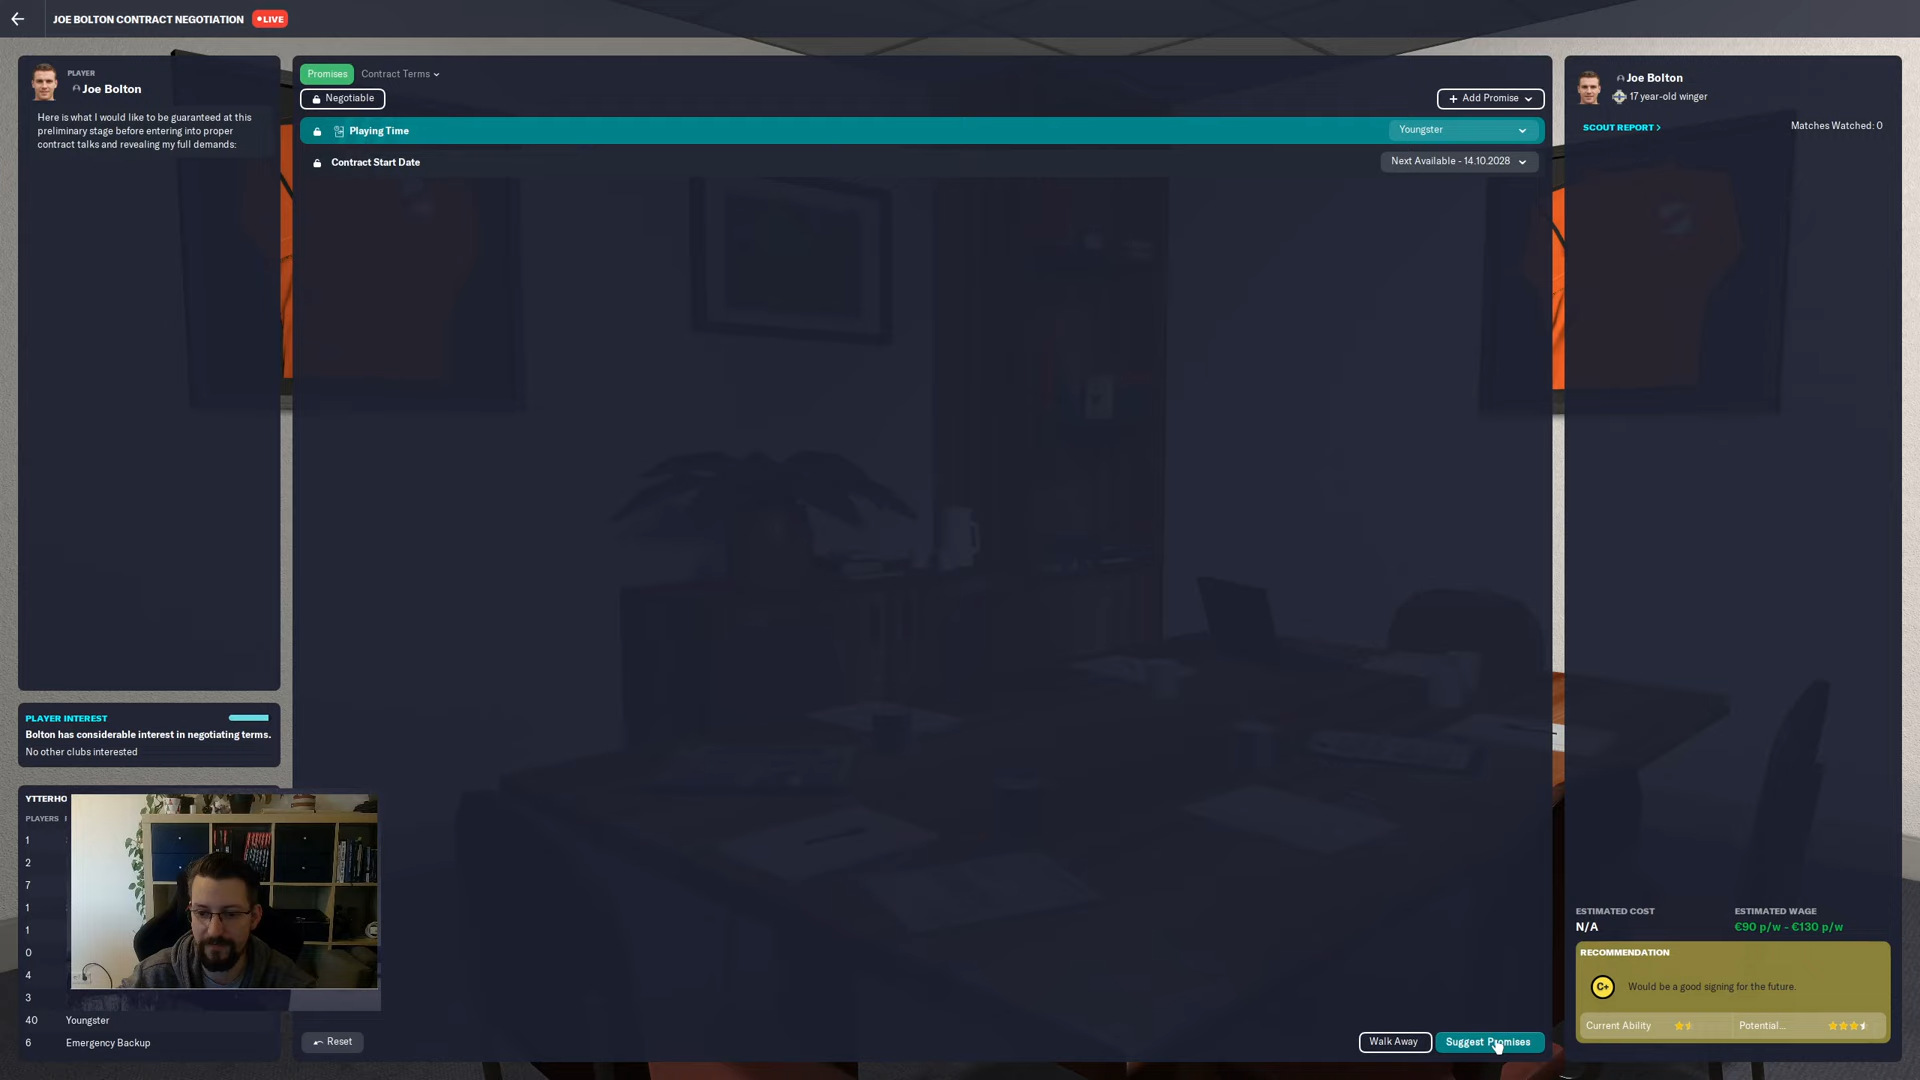 JOE BOLTON CONTRACT NEGOTIATION
LIVE
PLAYER
Joe Bolton
Here is what I would like to be guaranteed at this
preliminary stage before entering into proper
contract talks and revealing my full demands:
PLAYER INTEREST
Bolton has considerable interest in negotiating terms.
No other clubs interested
YTTERHO
PLAYERS
1
2
7
1
1
0
4
3
40 Youngster
6 Emergency Backup
Promises Contract Terms
Negotiable
+ Add Promise
Playing Time Youngster
Contract Start Date Next Available - 14.10.2028
Reset
Walk Away
Suggest Promises
Joe Bolton
17 year-old winger
SCOUT REPORT >
Matches Watched: 0
ESTIMATED COST
N/A
ESTIMATED WAGE
€90 p/w - €130 p/w
RECOMMENDATION
C+
Would be a good signing for the future.
Current Ability
Potential...